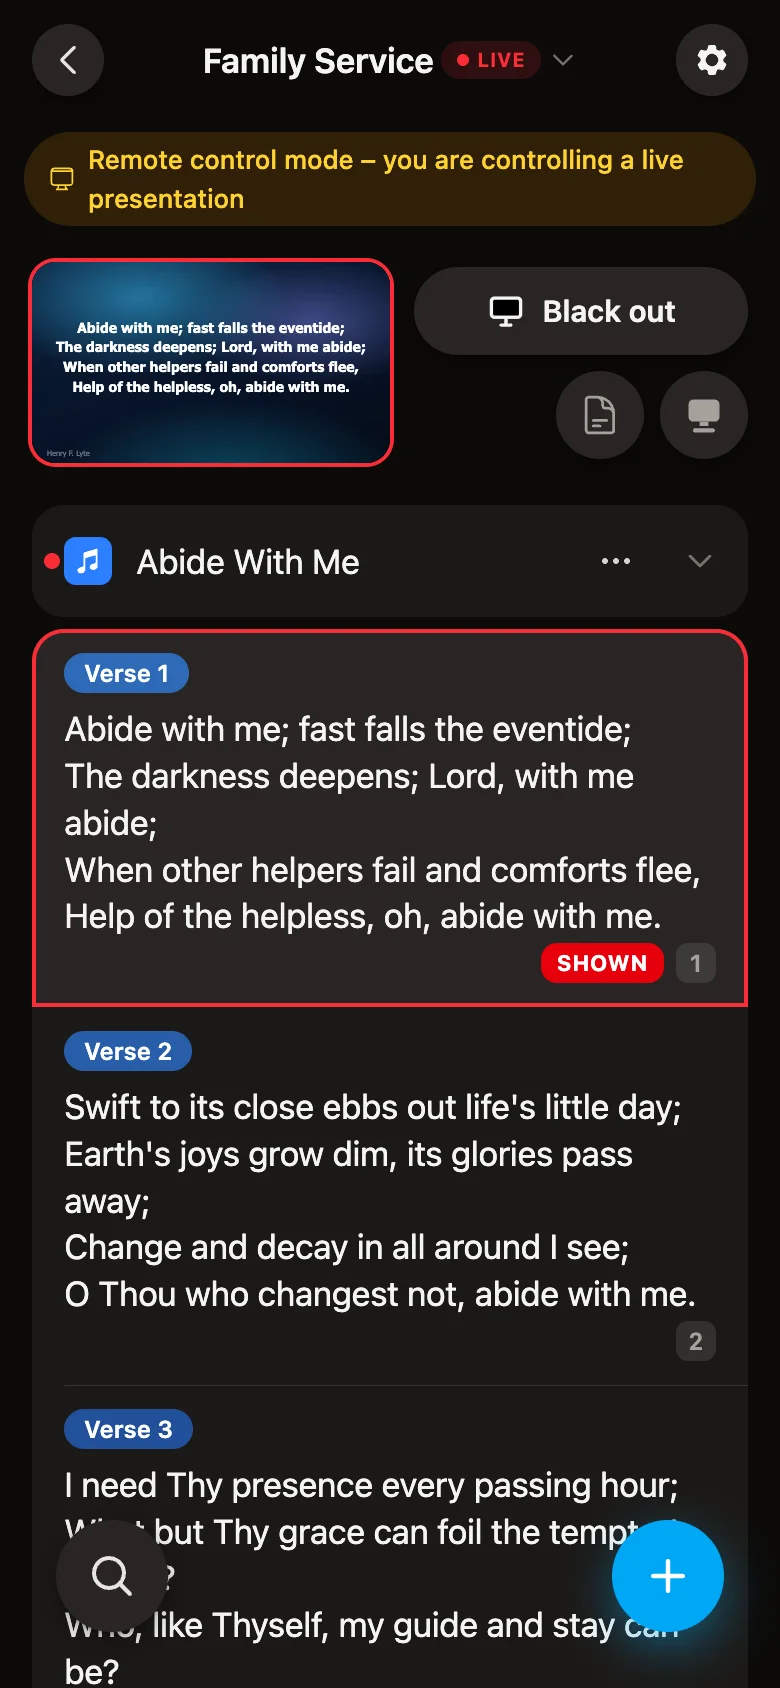 Family Service
LIVE
Remote control mode – you are controlling a live
presentation
Abide with me; fast falls the eventide;
The darkness deepens; Lord, with me abide;
When other helpers fail and comforts flee,
Help of the helpless, oh, abide with me.
Henry F. Lyte
Black out
Abide With Me
Verse 1
Abide with me; fast falls the eventide;
The darkness deepens; Lord, with me
abide;
When other helpers fail and comforts flee,
Help of the helpless, oh, abide with me.
SHOWN
1
Verse 2
Swift to its close ebbs out life's little day;
Earth's joys grow dim, its glories pass
away;
Change and decay in all around I see;
O Thou who changest not, abide with me.
2
Verse 3
I need Thy presence every passing hour;
but Thy grace can foil the
like Thyself, my guide and stay can
be?